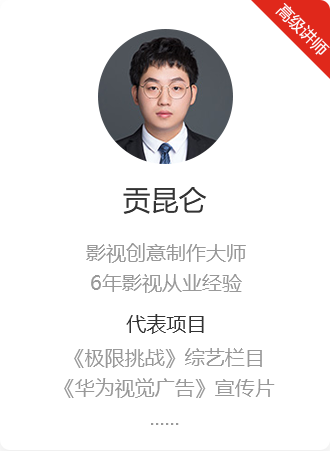 高级讲师
贡昆仑
影视创意制作大师
6年影视从业经验
代表项目
《极限挑战》综艺栏目
《华为视觉广告》宣传片
......